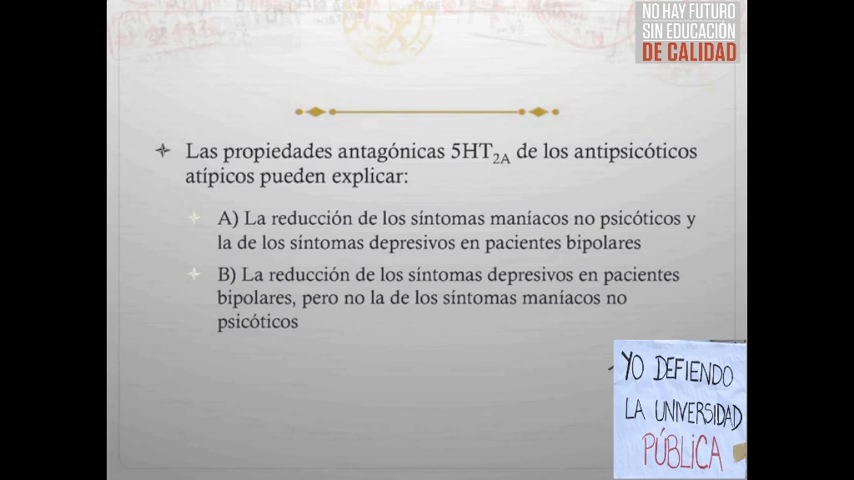 NO HAY FUTURO
SIN EDUCACIÓN
DE CALIDAD
Las propiedades antagónicas 5HT2A de los antipsicóticos
atípicos pueden explicar:
A) La reducción de los síntomas maníacos no psicóticos y
la de los síntomas depresivos en pacientes bipolares
B) La reducción de los síntomas depresivos en pacientes
bipolares, pero no la de los síntomas maníacos no
psicóticos
YO DEFIENDO
LA UNIVERSIDAD
PÚBLICA